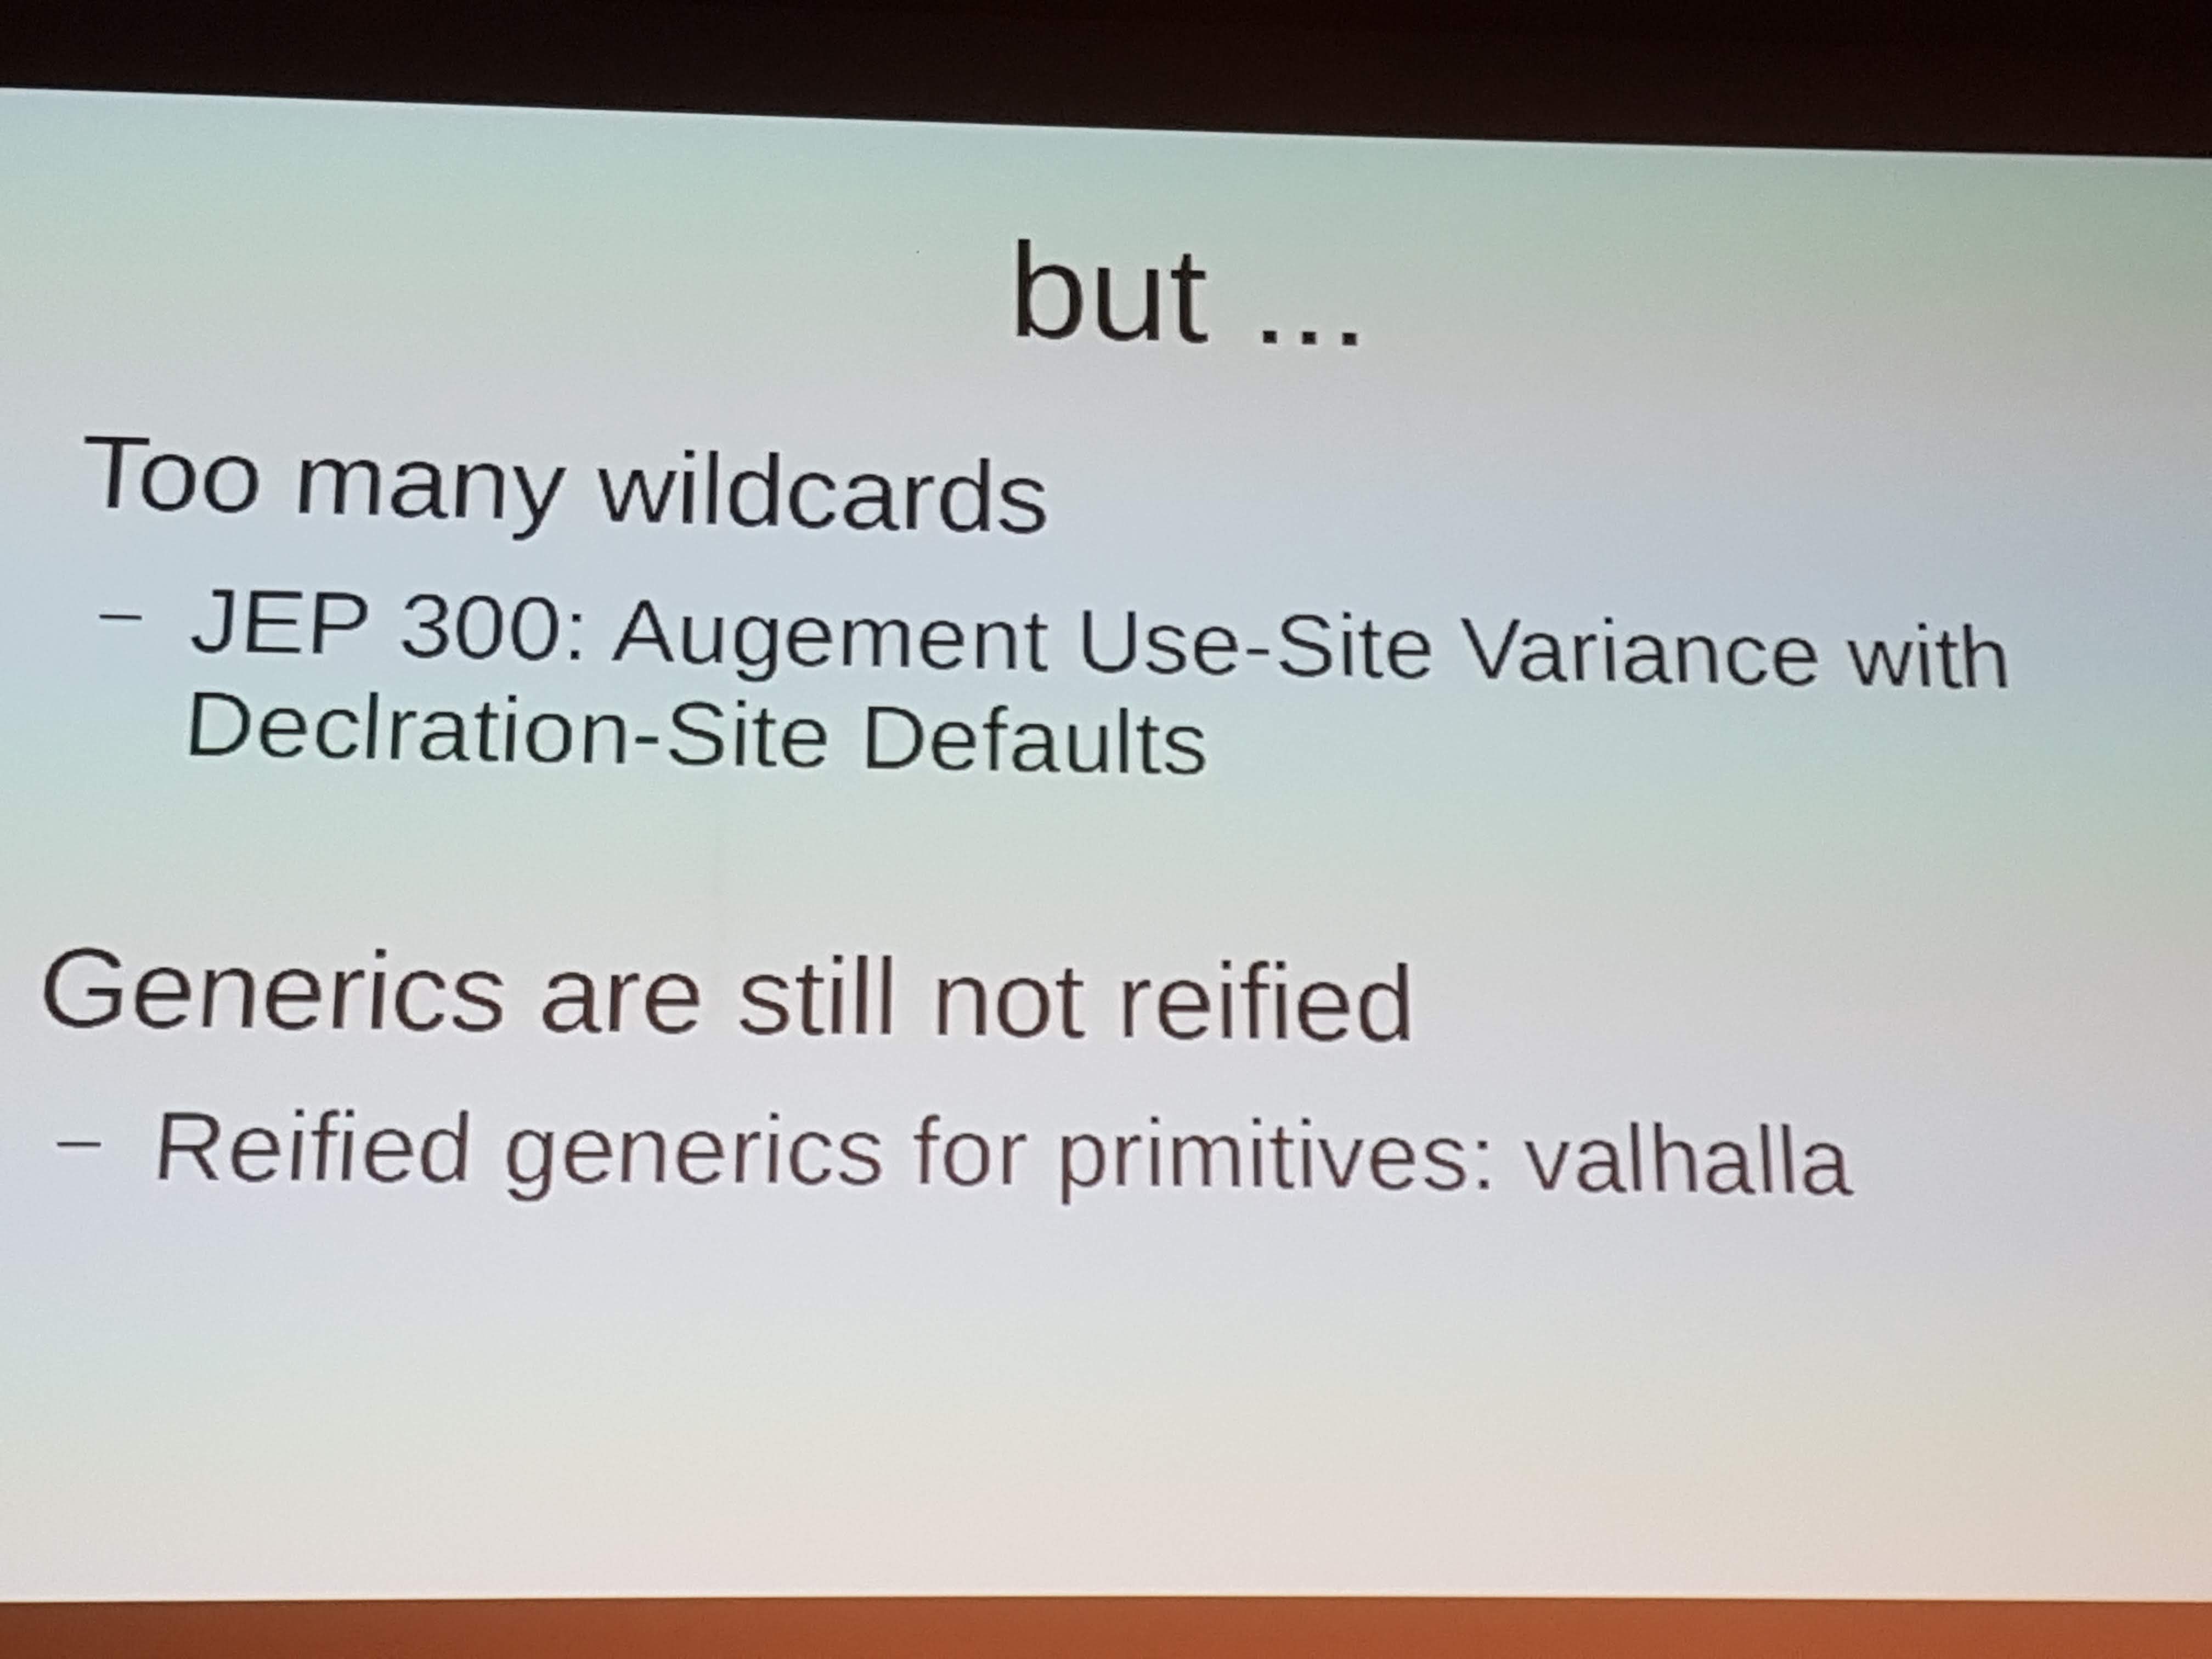 but ...
Too many wildcards
– JEP 300: Augement Use-Site Variance with
Declration-Site Defaults
Generics are still not reified
– Reified generics for primitives: valhalla